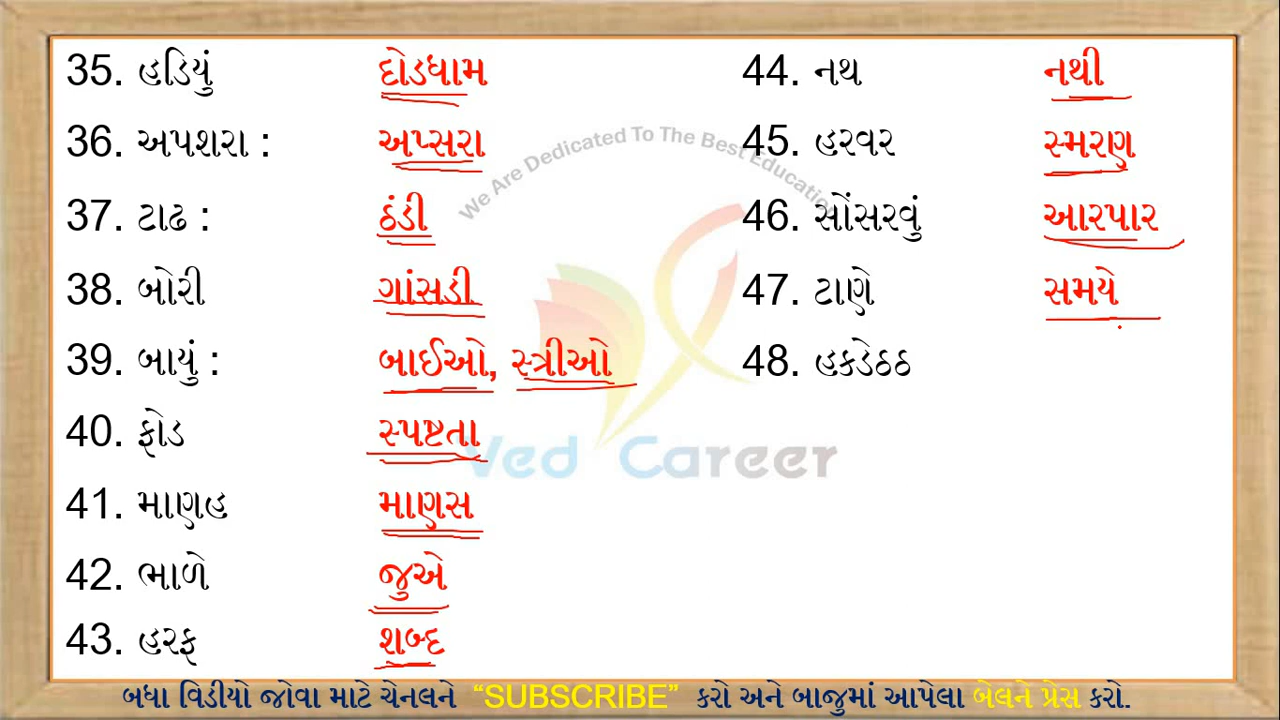 35. હડિયું દોડધામ
36. અપશરા : અપ્સરા
37. ટાઢ : ઠંડી
38. બોરી ગાંસડી
39. બાયું : બાઈઓ, સ્ત્રીઓ
40. ફોડ સ્પષ્ટતા
41. માણહ માણસ
42. ભાળે જુએ
43. હરફ શબ્દ
44. નથ નથી
45. હરવર સ્મરણ
46. સોંસરવું આરપાર
47. ટાણે સમયે
48. હકડેઠઠ
We Are Dedicated To The Best Education
Ved Career
બધા વિડીયો જોવા માટે ચેનલને “SUBSCRIBE” કરો અને બાજુમાં આપેલા બેલને પ્રેસ કરો.